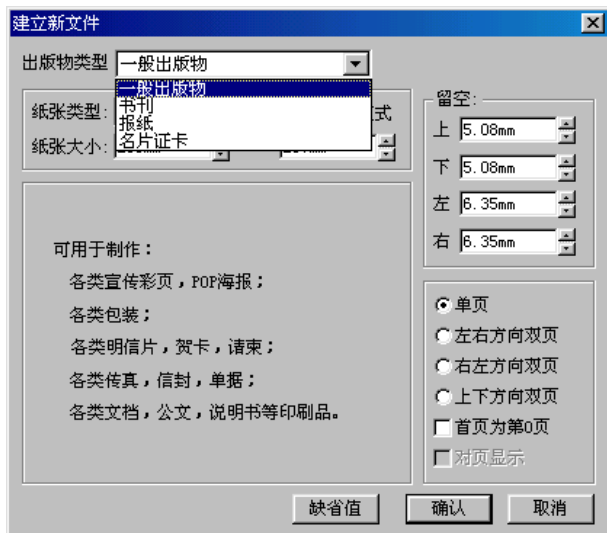 建立新文件
出版物类型 一般出版物
一般出版物
书刊
报纸
名片证卡
纸张类型:
式
纸张大小:
留空:
上 5.08mm
下 5.08mm
左 6.35mm
右 6.35mm
可用于制作：
各类宣传彩页，POP海报；
各类包装；
各类明信片，贺卡，请柬；
各类传真，信封，单据；
各类文档，公文，说明书等印刷品。
单页
左右方向双页
右左方向双页
上下方向双页
首页为第0页
对页显示
缺省值 确认 取消